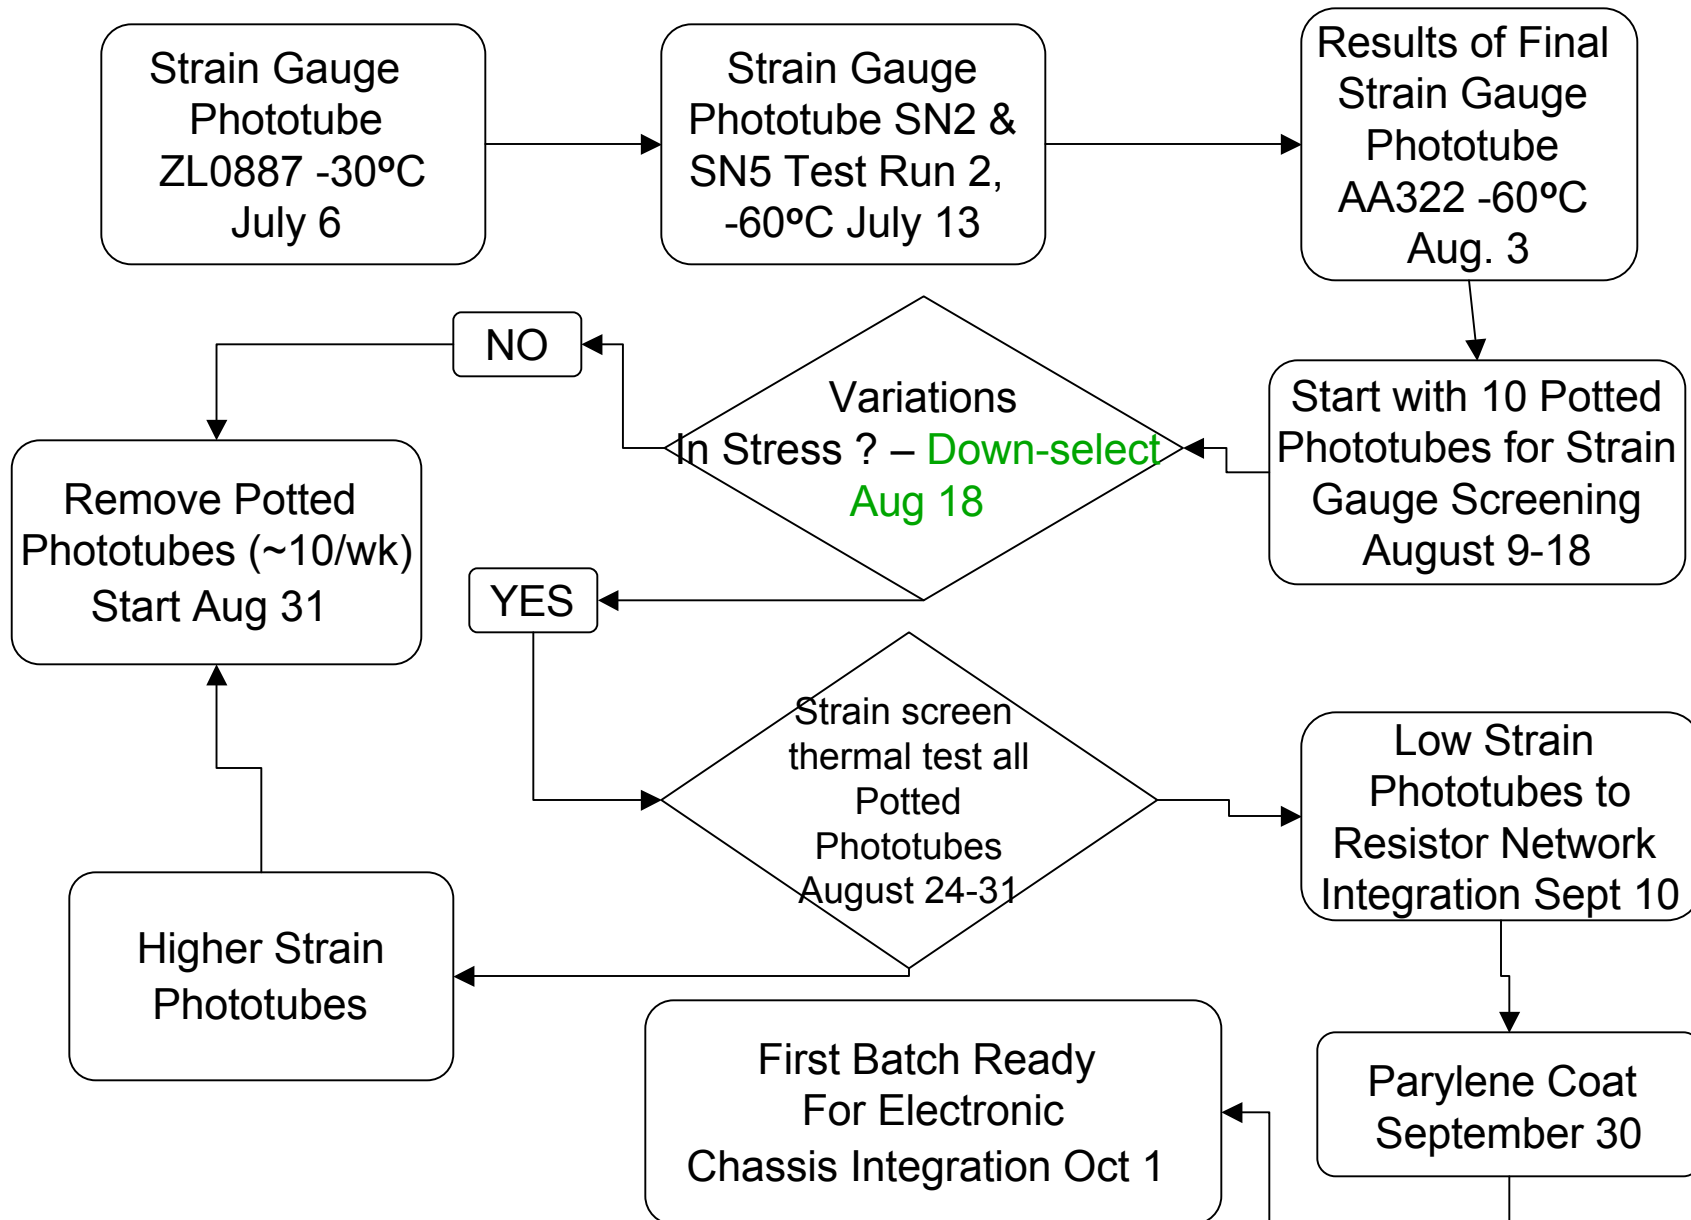 Strain Gauge
Phototube
ZL0887 -30ºC
July 6
Strain Gauge
Phototube SN2 &
SN5 Test Run 2,
-60ºC July 13
Results of Final
Strain Gauge
Phototube
AA322 -60ºC
Aug. 3
NO
Variations
In Stress ? – Down-select
Aug 18
Start with 10 Potted
Phototubes for Strain
Gauge Screening
August 9-18
Remove Potted
Phototubes (~10/wk)
Start Aug 31
YES
Strain screen
thermal test all
Potted
Phototubes
August 24-31
Low Strain
Phototubes to
Resistor Network
Integration Sept 10
Higher Strain
Phototubes
First Batch Ready
For Electronic
Chassis Integration Oct 1
Parylene Coat
September 30